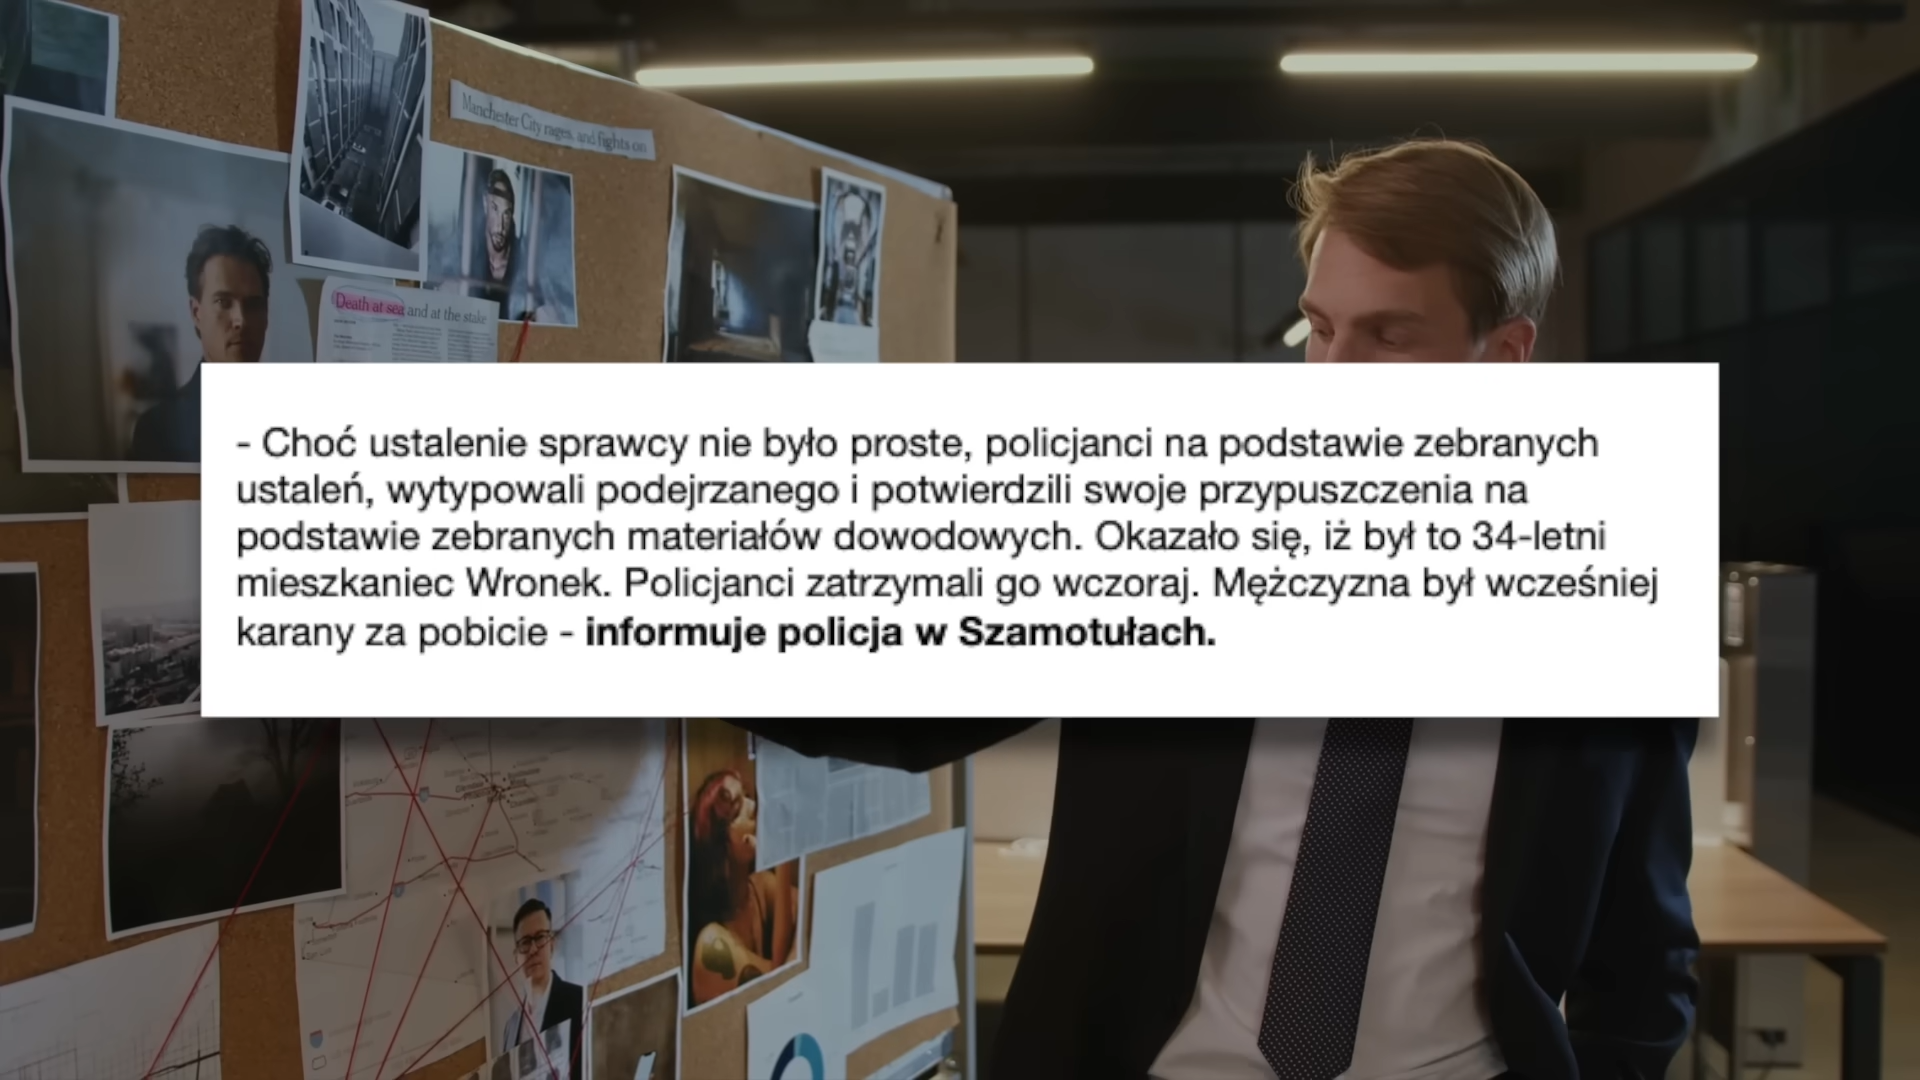 Manchester City rages, and fights on
Death at sea and at the stake
- Choć ustalenie sprawcy nie było proste, policjanci na podstawie zebranych
ustaleń, wytypowali podejrzanego i potwierdzili swoje przypuszczenia na
podstawie zebranych materiałów dowodowych. Okazało się, iż był to 34-letni
mieszkaniec Wronek. Policjanci zatrzymali go wczoraj. Mężczyzna był wcześniej
karany za pobicie - informuje policja w Szamotułach.